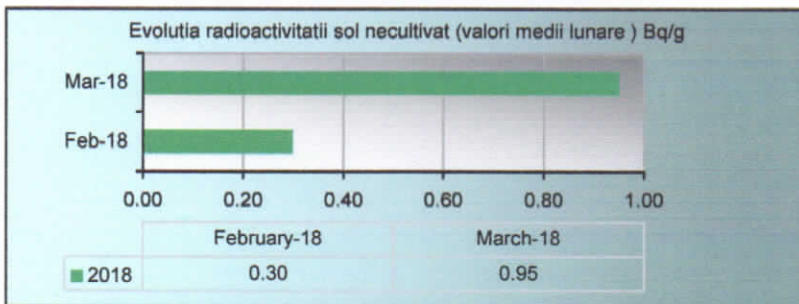 Evolutia radioactivitatii sol necultivat (valori medii lunare ) Bq/g
Mar-18
Feb-18
0.00 0.20 0.40 0.60 0.80 1.00
February-18 March-18
2018 0.30 0.95